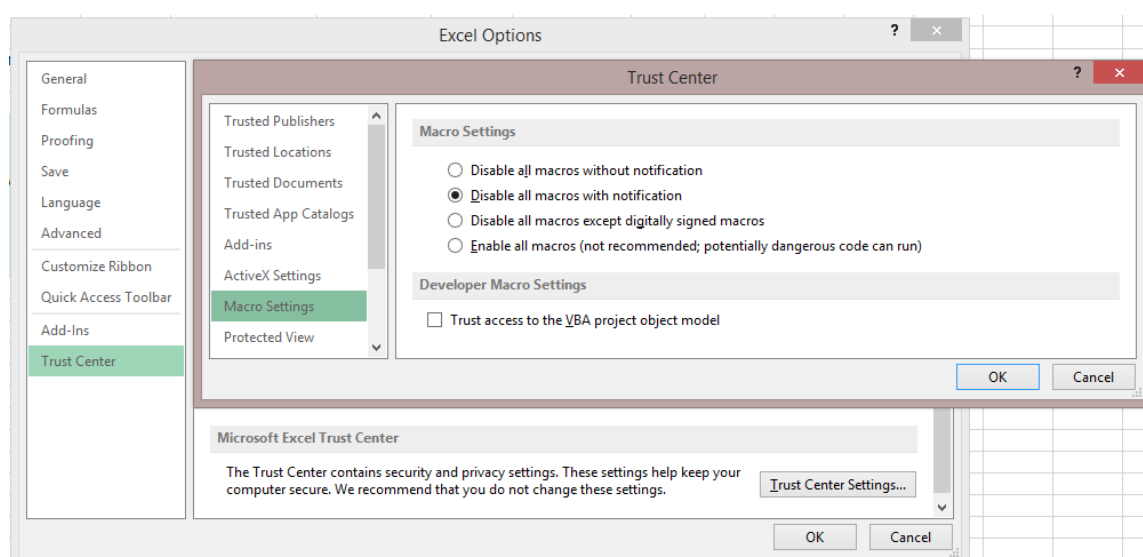 Excel Options
?
×
General
Formulas
Proofing
Save
Language
Advanced
Customize Ribbon
Quick Access Toolbar
Add-Ins
Trust Center
Trust Center
?
×
Trusted Publishers
Trusted Locations
Trusted Documents
Trusted App Catalogs
Add-ins
ActiveX Settings
Macro Settings
Protected View
Macro Settings
Disable all macros without notification
Disable all macros with notification
Disable all macros except digitally signed macros
Enable all macros (not recommended; potentially dangerous code can run)
Developer Macro Settings
Trust access to the VBA project object model
OK
Cancel
Microsoft Excel Trust Center
The Trust Center contains security and privacy settings. These settings help keep your
computer secure. We recommend that you do not change these settings.
Trust Center Settings...
OK
Cancel